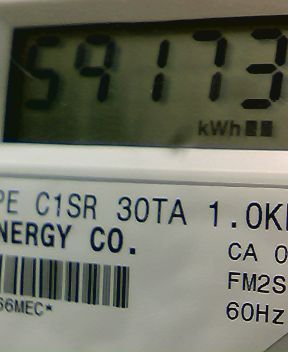 59173
kWh
PE C1SR 30TA 1.0K
NERGY CO.
CA 0
FM2S
66MEC*
60Hz